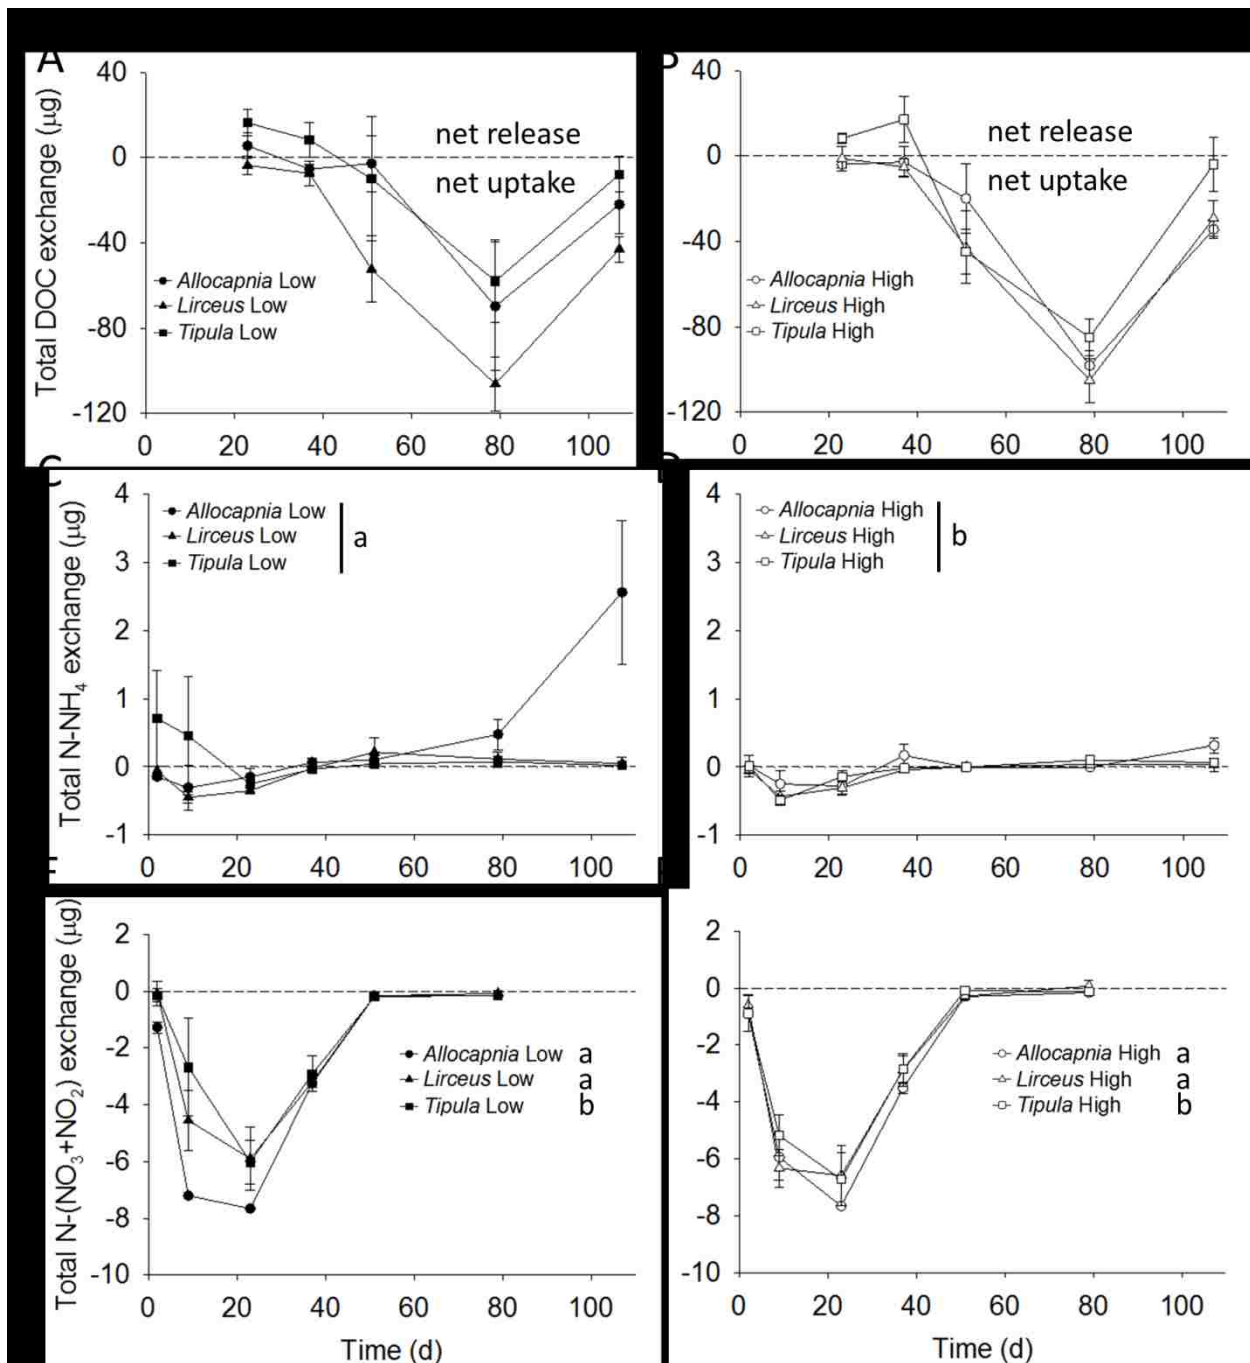 A
B
Total DOC exchange (µg)
40
0
-40
-80
-120
net release
net uptake
Allocapnia Low
Lirceus Low
Tipula Low
0 20 40 60 80 100
40
0
-40
-80
-120
net release
net uptake
Allocapnia High
Lirceus High
Tipula High
0 20 40 60 80 100
C
Total N-NH4 exchange (µg)
4
3
2
1
0
-1
Allocapnia Low
Lirceus Low
Tipula Low
a
0 20 40 60 80 100
4
3
2
1
0
-1
Allocapnia High
Lirceus High
Tipula High
b
0 20 40 60 80 100
Total N-(NO3+NO2) exchange (µg)
2
0
-2
-4
-6
-8
-10
Allocapnia Low a
Lirceus Low a
Tipula Low b
0 20 40 60 80 100
Time (d)
2
0
-2
-4
-6
-8
-10
Allocapnia High a
Lirceus High a
Tipula High b
0 20 40 60 80 100
Time (d)